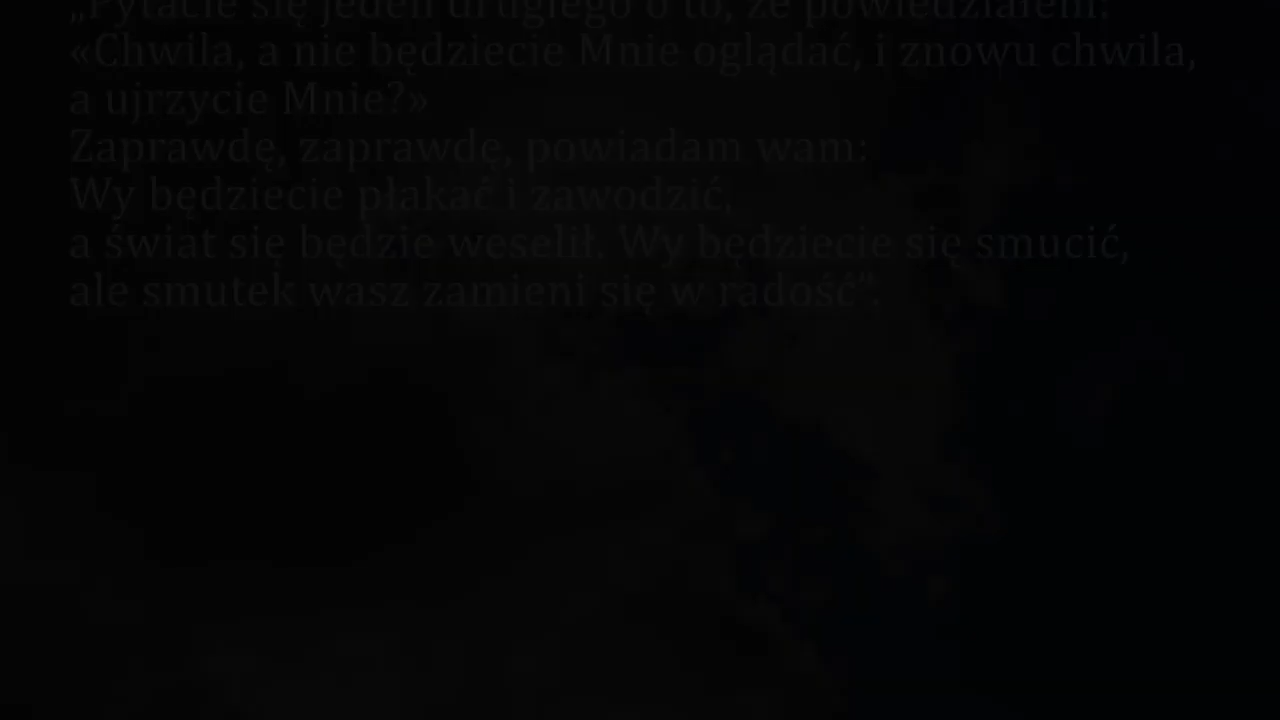 „Pytacie się jeden drugiego o to, że powiedziałem:
«Chwila, a nie będziecie Mnie oglądać, i znowu chwila,
a ujrzycie Mnie?»
Zaprawdę, zaprawdę, powiadam wam:
Wy będziecie płakać i zawodzić,
a świat się będzie weselił. Wy będziecie się smucić,
ale smutek wasz zamieni się w radość”.